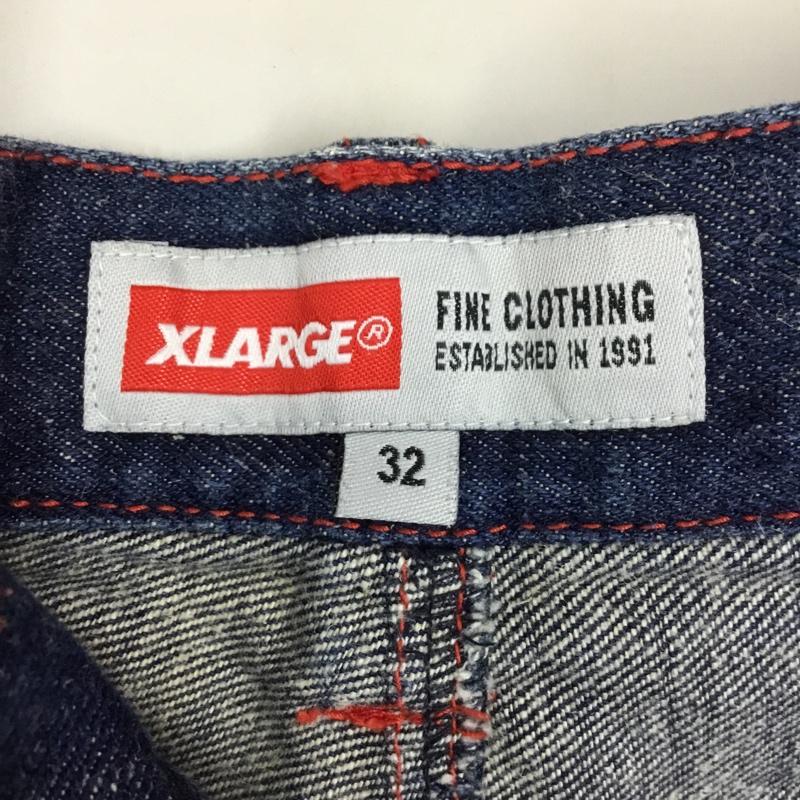 XLARGE®
FINE CLOTHING
ESTABLISHED IN 1991
32